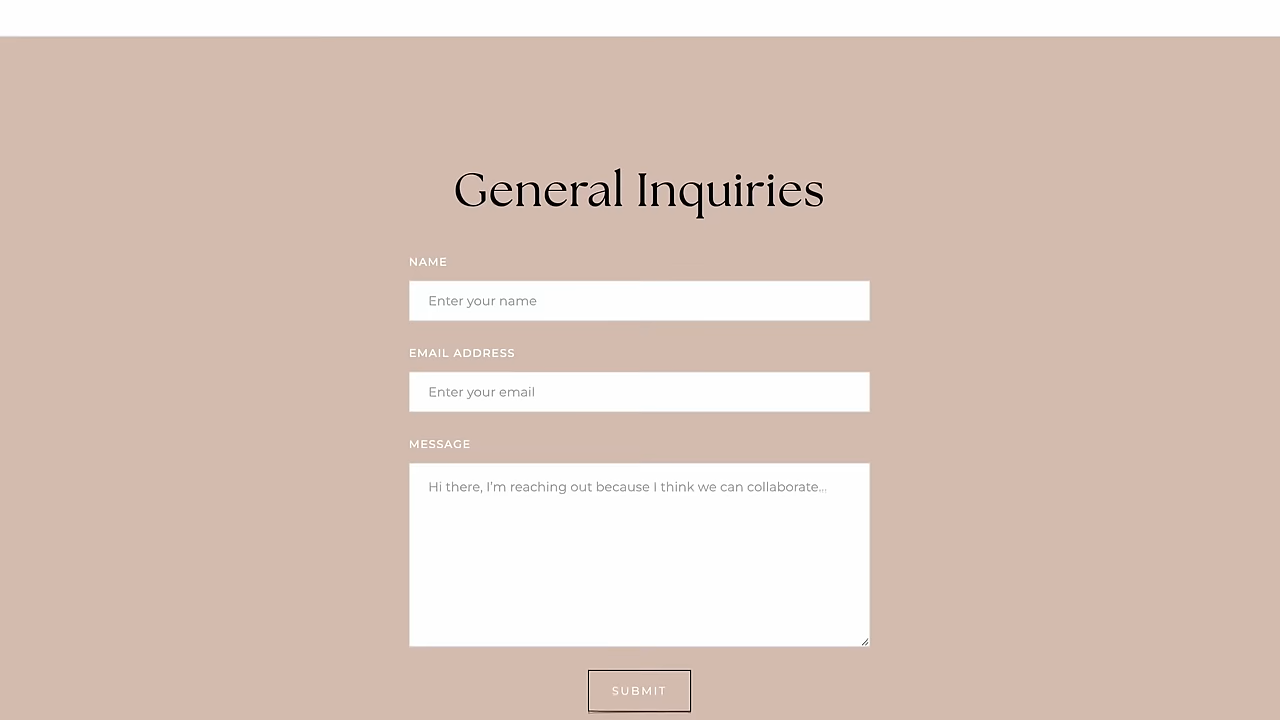 General Inquiries
NAME
Enter your name
EMAIL ADDRESS
Enter your email
MESSAGE
Hi there, I'm reaching out because I think we can collaborate...
SUBMIT